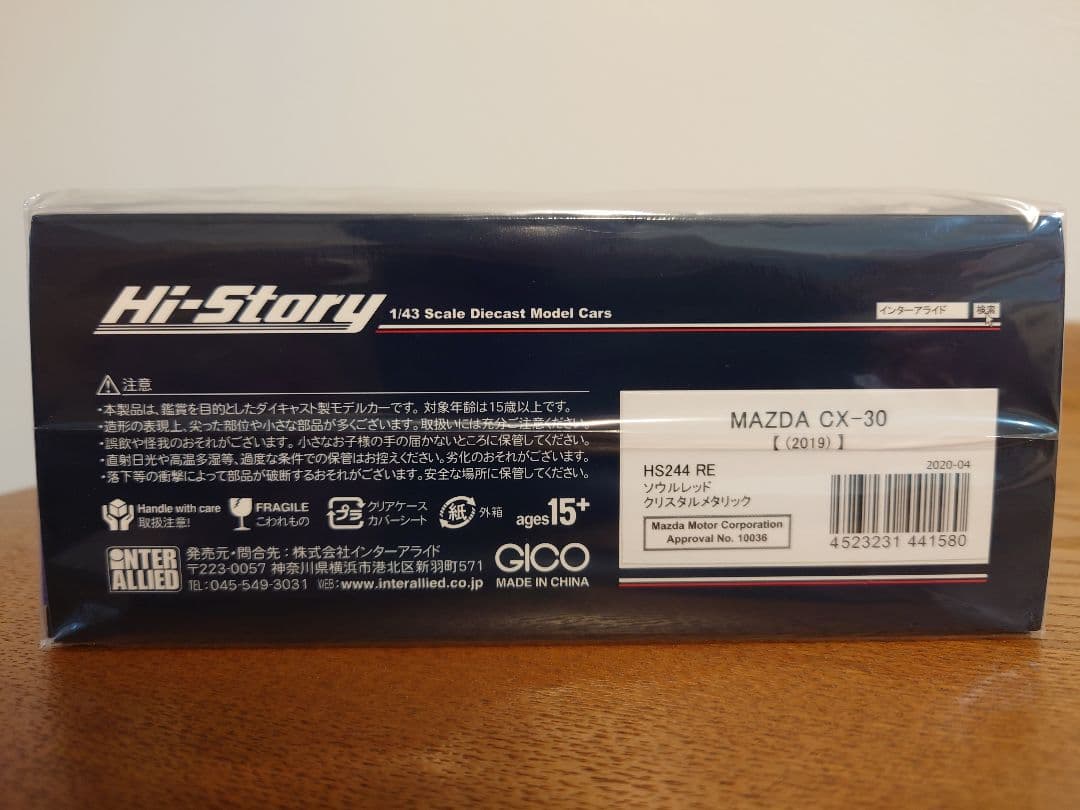 Hi-Story 1/43 Scale Diecast Model Cars
インターアライド 検索
⚠注意
・本製品は、鑑賞を目的としたダイキャスト製モデルカーです。対象年齢は15歳以上です。
・造形の表現上、尖った部位や小さな部品が多くございます。取扱いには充分ご注意ください。
・誤飲や怪我のおそれがございます。小さなお子様の手の届かないところに保管してください。
・直射日光や高温多湿等、過度な条件での保管はお控えください。劣化のおそれがございます。
・落下等の衝撃によって部品が破断するおそれがございます。安全な場所に保管してください。
Handle with care
取扱注意!
FRAGILE
こわれもの
プラ
クリアケース
カバーシート
紙 外箱
ages15+
INTER
ALLIED
発売元・問合先：株式会社インターアライド
〒223-0057 神奈川県横浜市港北区新羽町571
TEL:045-549-3031 WEB:www.interallied.co.jp
GICO
MADE IN CHINA
MAZDA CX-30
【 （2019） 】
2020-04
HS244 RE
ソウルレッド
クリスタルメタリック
Mazda Motor Corporation
Approval No. 10036
4523231 441580